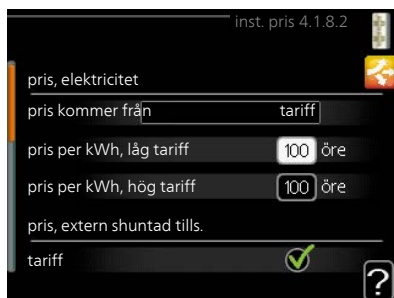 inst. pris 4.1.8.2
pris, elektricitet
pris kommer från tariff
pris per kWh, låg tariff 100 öre
pris per kWh, hög tariff 100 öre
pris, extern shuntad tills.
tariff
?